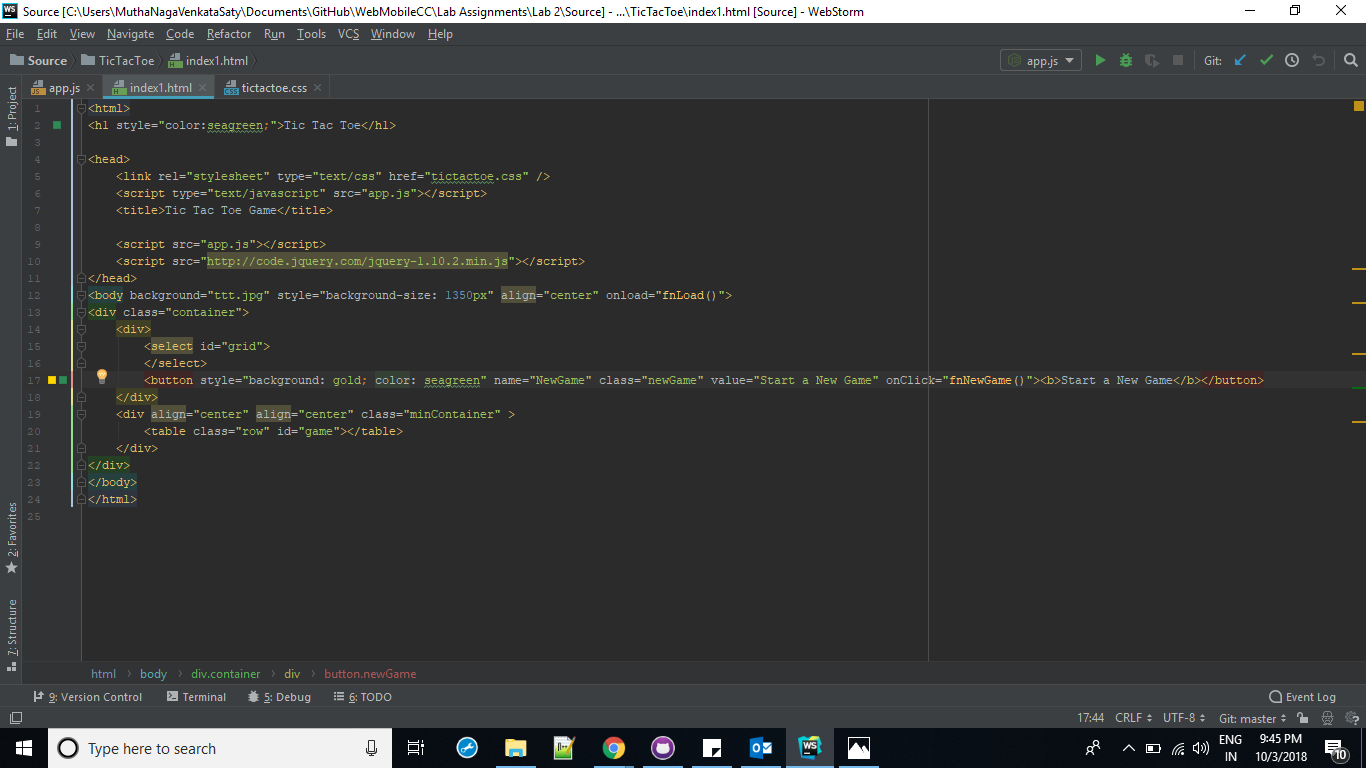 Source [C:\Users\MuthaNagaVenkataSaty\Documents\GitHub\WebMobileCC\Lab Assignments\Lab 2\Source] - ...\TicTacToe\index1.html [Source] - WebStorm
File Edit View Navigate Code Refactor Run Tools VCS Window Help
Source TicTacToe index1.html app.js Git:
app.js index1.html tictactoe.css
1: Project
2: Favorites
7: Structure
1 <html>
2 <h1 style="color:seagreen;">Tic Tac Toe</h1>
3
4 <head>
5 <link rel="stylesheet" type="text/css" href="tictactoe.css" />
6 <script type="text/javascript" src="app.js"></script>
7 <title>Tic Tac Toe Game</title>
8
9 <script src="app.js"></script>
10 <script src="http://code.jquery.com/jquery-1.10.2.min.js"></script>
11 </head>
12 <body background="ttt.jpg" style="background-size: 1350px" align="center" onload="fnLoad()">
13 <div class="container">
14 <div>
15 <select id="grid">
16 </select>
17 <button style="background: gold; color: seagreen" name="NewGame" class="newGame" value="Start a New Game" onClick="fnNewGame()"><b>Start a New Game</b></button>
18 </div>
19 <div align="center" align="center" class="minContainer" >
20 <table class="row" id="game"></table>
21 </div>
22 </div>
23 </body>
24 </html>
25
html body div.container div button.newGame
9: Version Control Terminal 5: Debug 6: TODO Event Log
17:44 CRLF UTF-8 Git: master
Type here to search ENG 9:45 PM
IN 10/3/2018 10